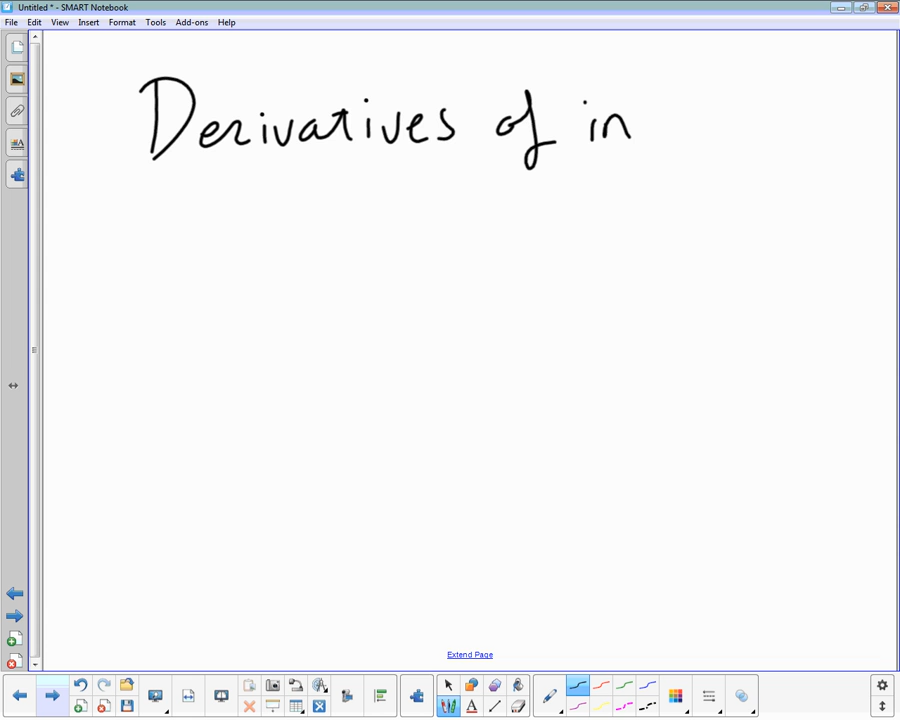 Untitled * - SMART Notebook
File Edit View Insert Format Tools Add-ons Help
Derivatives of in
Extend Page